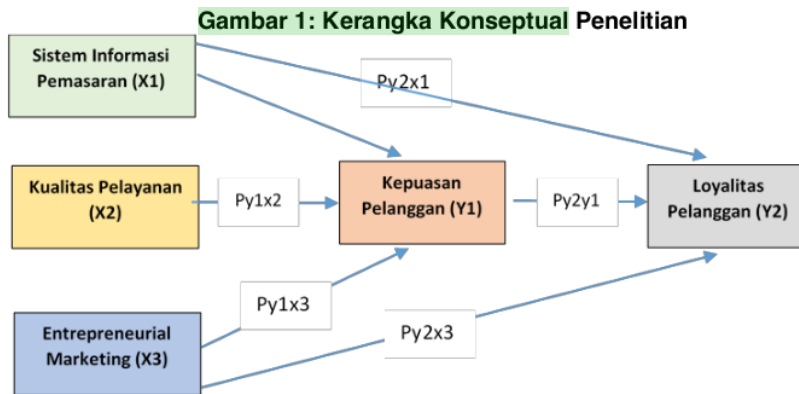 Gambar 1: Kerangka Konseptual Penelitian
Sistem Informasi
Pemasaran (X1)
Py2x1
Kualitas Pelayanan
(X2)
Py1x2
Kepuasan
Pelanggan (Y1)
Py2y1
Loyalitas
Pelanggan (Y2)
Py1x3
Entrepreneurial
Marketing (X3)
Py2x3